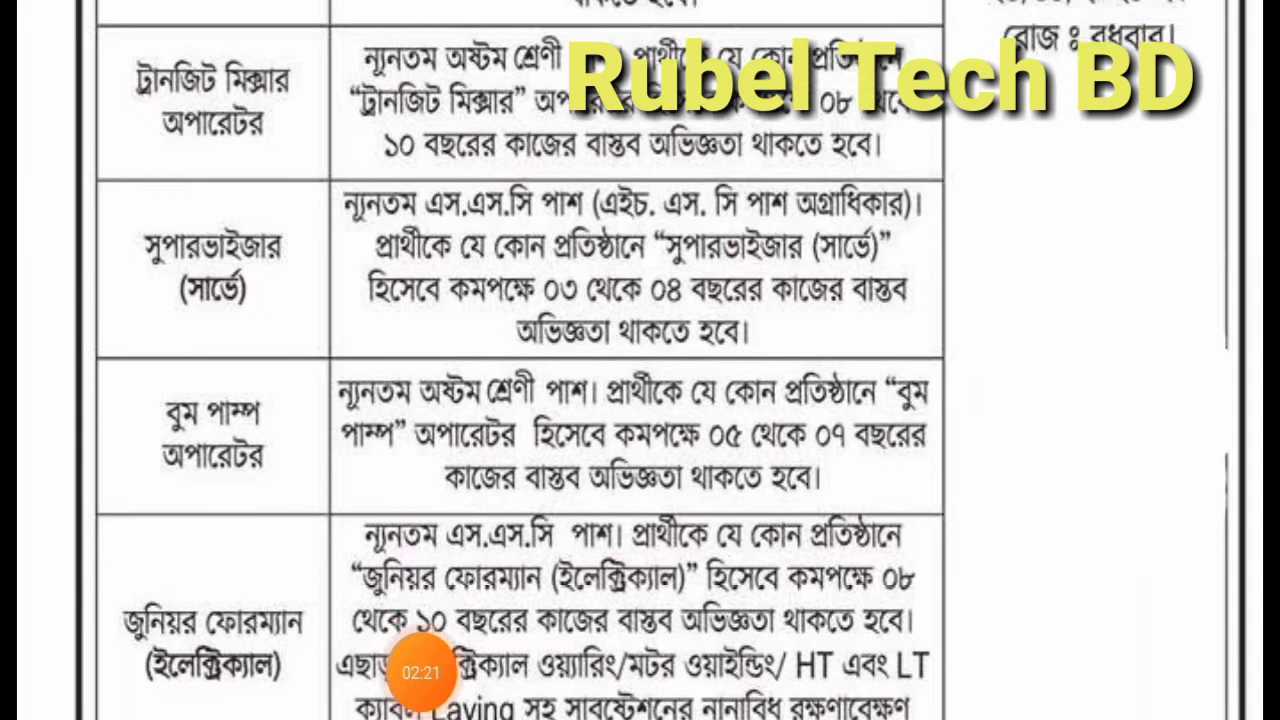 থাকতে হবে।
রোজ ঃ বুধবার।
Rubel Tech BD
ট্রানজিট মিক্সার
অপারেটর
ন্যূনতম অষ্টম শ্রেণী প্রার্থীকে যে কোন
“ট্রানজিট মিক্সার” ০৮ থেকে
১০ বছরের কাজের বাস্তব অভিজ্ঞতা থাকতে হবে।
সুপারভাইজার
(সার্ভে)
ন্যূনতম এস.এস.সি পাশ (এইচ. এস. সি পাশ অগ্রাধিকার)।
প্রার্থীকে যে কোন প্রতিষ্ঠানে “সুপারভাইজার (সার্ভে)”
হিসেবে কমপক্ষে ০৩ থেকে ০৪ বছরের কাজের বাস্তব
অভিজ্ঞতা থাকতে হবে।
বুম পাম্প
অপারেটর
ন্যূনতম অষ্টম শ্রেণী পাশ। প্রার্থীকে যে কোন প্রতিষ্ঠানে “বুম
পাম্প” অপারেটর হিসেবে কমপক্ষে ০৫ থেকে ০৭ বছরের
কাজের বাস্তব অভিজ্ঞতা থাকতে হবে।
জুনিয়র ফোরম্যান
(ইলেক্ট্রিক্যাল)
ন্যূনতম এস.এস.সি পাশ। প্রার্থীকে যে কোন প্রতিষ্ঠানে
“জুনিয়র ফোরম্যান (ইলেক্ট্রিক্যাল)” হিসেবে কমপক্ষে ০৮
থেকে ১০ বছরের কাজের বাস্তব অভিজ্ঞতা থাকতে হবে।
ওয়্যারিং/মটর ওয়াইন্ডিং/ HT এবং LT
02:21
ক্যাবল Laying সহ সাবস্টেশনের নানাবিধ রক্ষণাবেক্ষণ